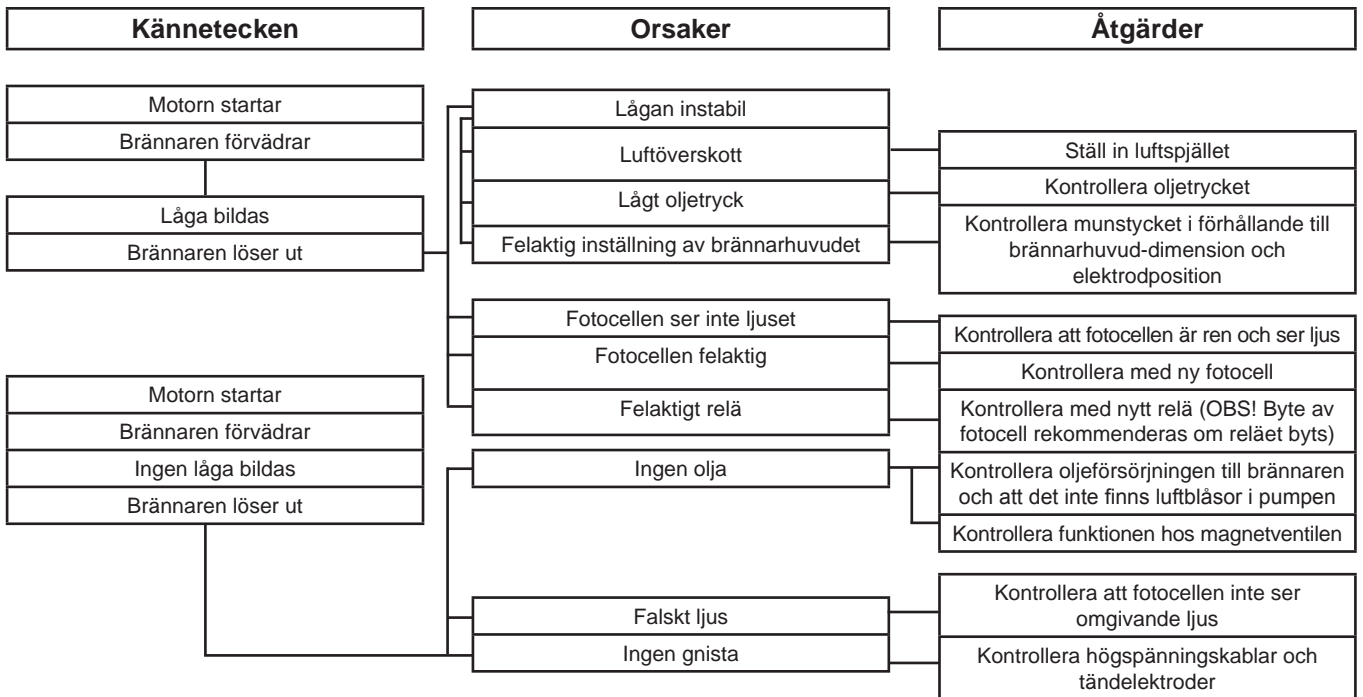 Kännetecken
Orsaker
Åtgärder
Motorn startar
Brännaren förvädrar
Låga bildas
Brännaren löser ut
Motorn startar
Brännaren förvädrar
Ingen låga bildas
Brännaren löser ut
Lågan instabil
Luftöverskott
Lågt oljetryck
Felaktig inställning av brännarhuvudet
Fotocellen ser inte ljuset
Fotocellen felaktig
Felaktigt relä
Ingen olja
Falskt ljus
Ingen gnista
Ställ in luftspjället
Kontrollera oljetrycket
Kontrollera munstycket i förhållande till
brännarhuvud-dimension och
elektrodposition
Kontrollera att fotocellen är ren och ser ljus
Kontrollera med ny fotocell
Kontrollera med nytt relä (OBS! Byte av
fotocell rekommenderas om reläet byts)
Kontrollera oljeförsörjningen till brännaren
och att det inte finns luftblåsor i pumpen
Kontrollera funktionen hos magnetventilen
Kontrollera att fotocellen inte ser
omgivande ljus
Kontrollera högspänningskablar och
tändelektroder